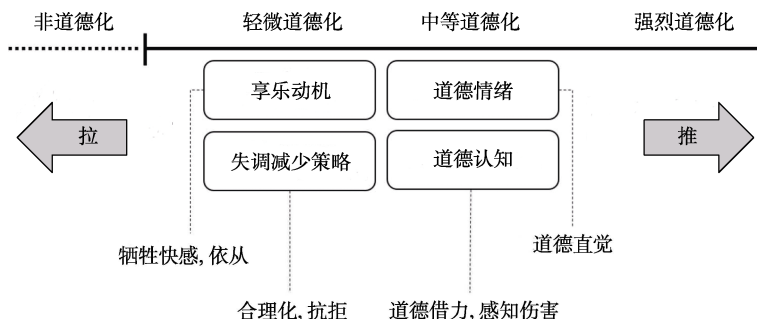 非道德化 轻微道德化 中等道德化 强烈道德化
享乐动机 道德情绪
拉 推
失调减少策略 道德认知
牺牲快感, 依从 道德直觉
合理化, 抗拒 道德借力, 感知伤害